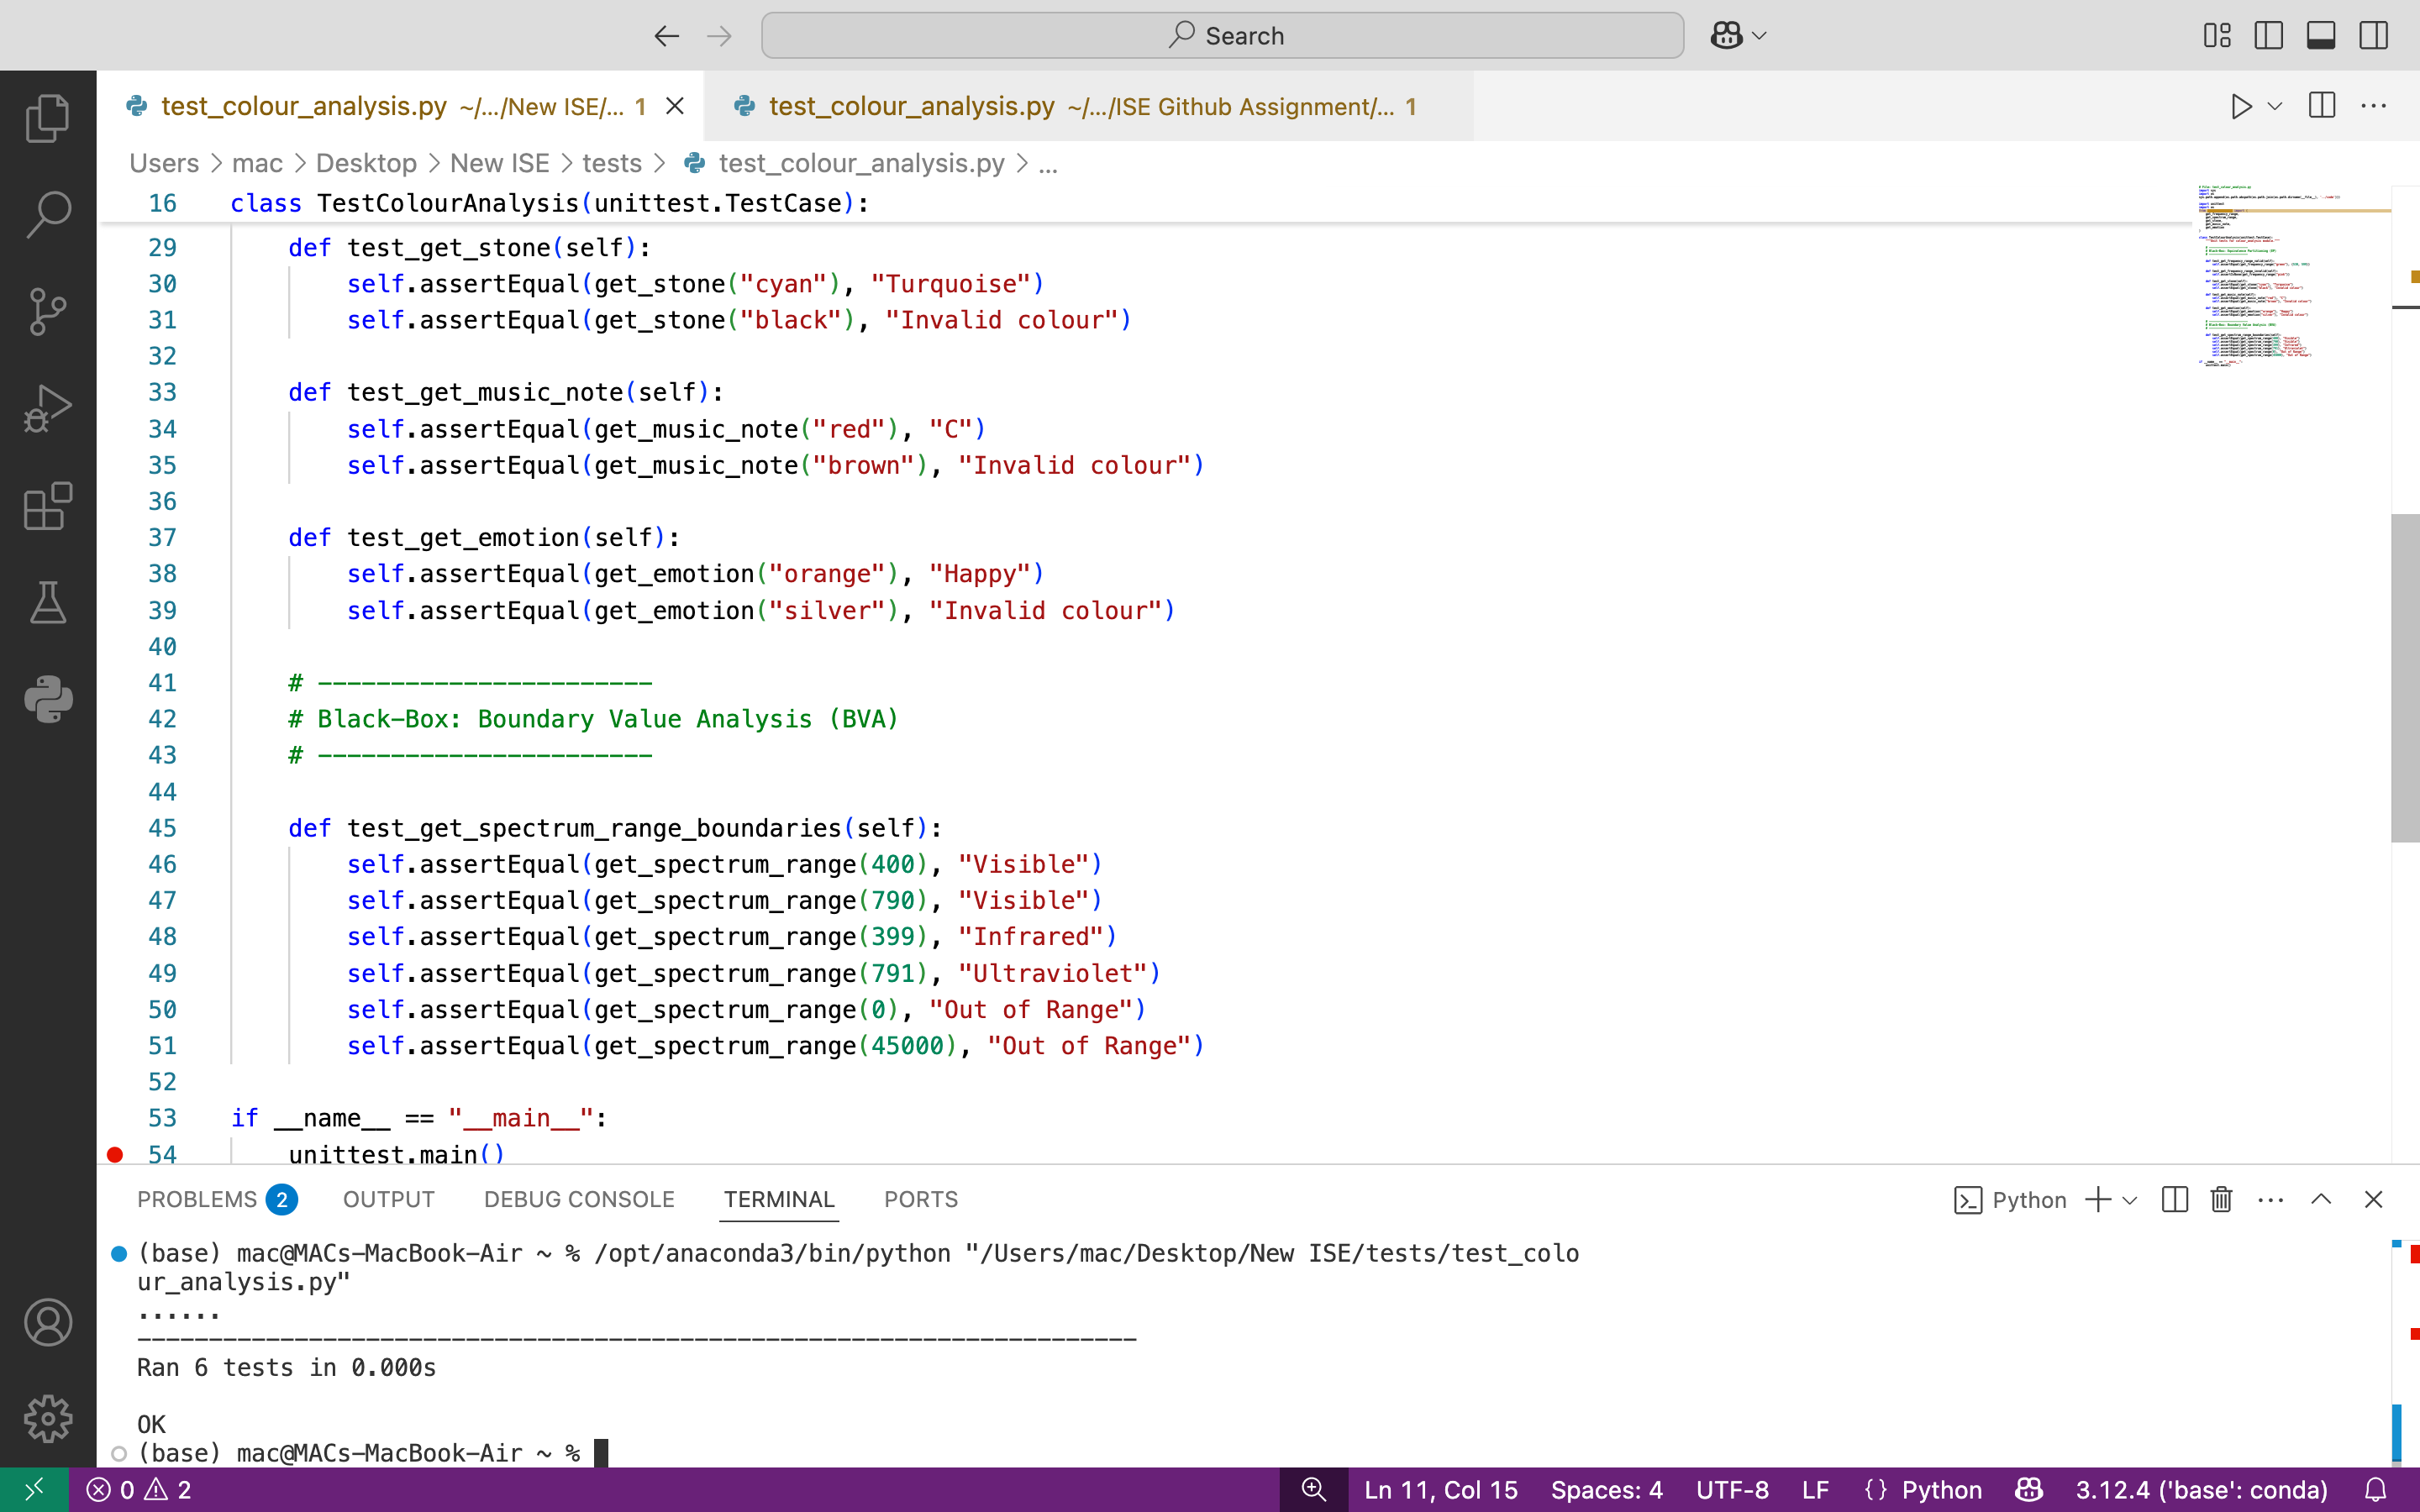 Search
test_colour_analysis.py ~/.../New ISE/... 1
test_colour_analysis.py ~/.../ISE Github Assignment/... 1
Users > mac > Desktop > New ISE > tests > test_colour_analysis.py > ...
16 class TestColourAnalysis(unittest.TestCase):
29 def test_get_stone(self):
30 self.assertEqual(get_stone("cyan"), "Turquoise")
31 self.assertEqual(get_stone("black"), "Invalid colour")
32
33 def test_get_music_note(self):
34 self.assertEqual(get_music_note("red"), "C")
35 self.assertEqual(get_music_note("brown"), "Invalid colour")
36
37 def test_get_emotion(self):
38 self.assertEqual(get_emotion("orange"), "Happy")
39 self.assertEqual(get_emotion("silver"), "Invalid colour")
40
41 # -----------------------
42 # Black-Box: Boundary Value Analysis (BVA)
43 # -----------------------
44
45 def test_get_spectrum_range_boundaries(self):
46 self.assertEqual(get_spectrum_range(400), "Visible")
47 self.assertEqual(get_spectrum_range(790), "Visible")
48 self.assertEqual(get_spectrum_range(399), "Infrared")
49 self.assertEqual(get_spectrum_range(791), "Ultraviolet")
50 self.assertEqual(get_spectrum_range(0), "Out of Range")
51 self.assertEqual(get_spectrum_range(45000), "Out of Range")
52
53 if __name__ == "__main__":
54 unittest.main()
PROBLEMS 2 OUTPUT DEBUG CONSOLE TERMINAL PORTS Python
(base) mac@MACs-MacBook-Air ~ % /opt/anaconda3/bin/python "/Users/mac/Desktop/New ISE/tests/test_colo
ur_analysis.py"
......
----------------------------------------------------------------------
Ran 6 tests in 0.000s
OK
(base) mac@MACs-MacBook-Air ~ %
0 2 Ln 11, Col 15 Spaces: 4 UTF-8 LF {} Python 3.12.4 ('base': conda)